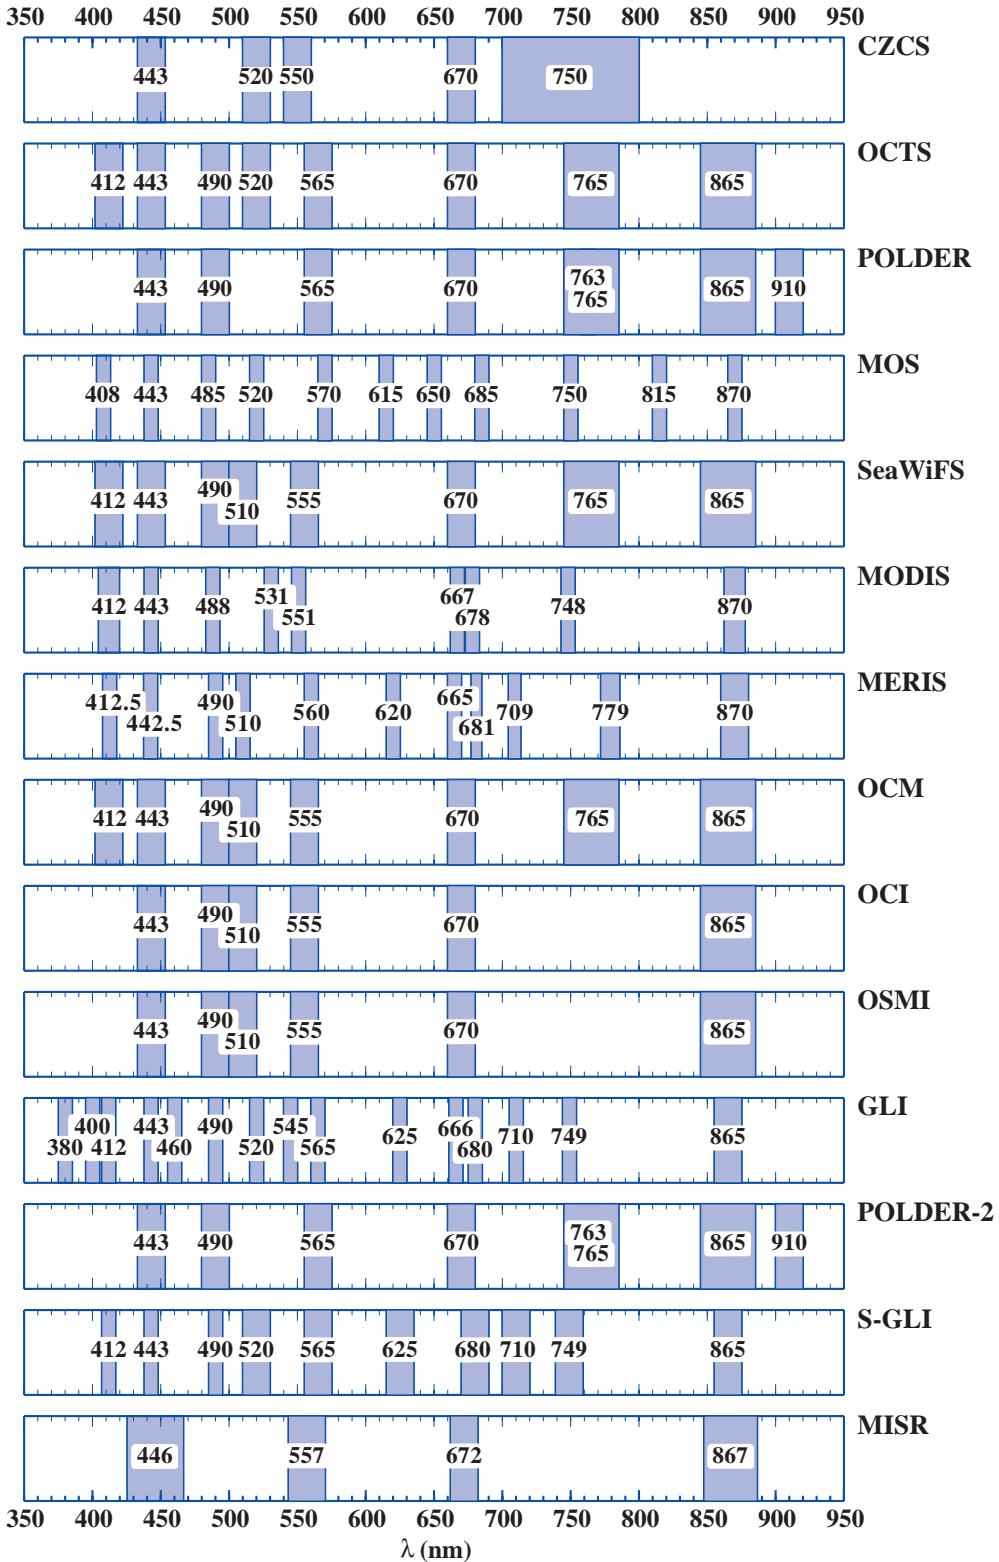 350 400 450 500 550 600 650 700 750 800 850 900 950
CZCS
443 520 550 670 750
OCTS
412 443 490 520 565 670 765 865
POLDER
763
443 490 565 670 765 865 910
MOS
408 443 485 520 570 615 650 685 750 815 870
SeaWiFS
490
412 443 510 555 670 765 865
MODIS
531 667
412 443 488 551 678 748 870
MERIS
412.5 490 665
442.5 510 560 620 681 709 779 870
OCM
490
412 443 510 555 670 765 865
OCI
490
443 510 555 670 865
OSMI
490
443 510 555 670 865
GLI
400 443 490 545 666
380 412 460 520 565 625 680 710 749 865
POLDER-2
763
443 490 565 670 765 865 910
S-GLI
412 443 490 520 565 625 680 710 749 865
MISR
446 557 672 867
350 400 450 500 550 600 650 700 750 800 850 900 950
λ (nm)